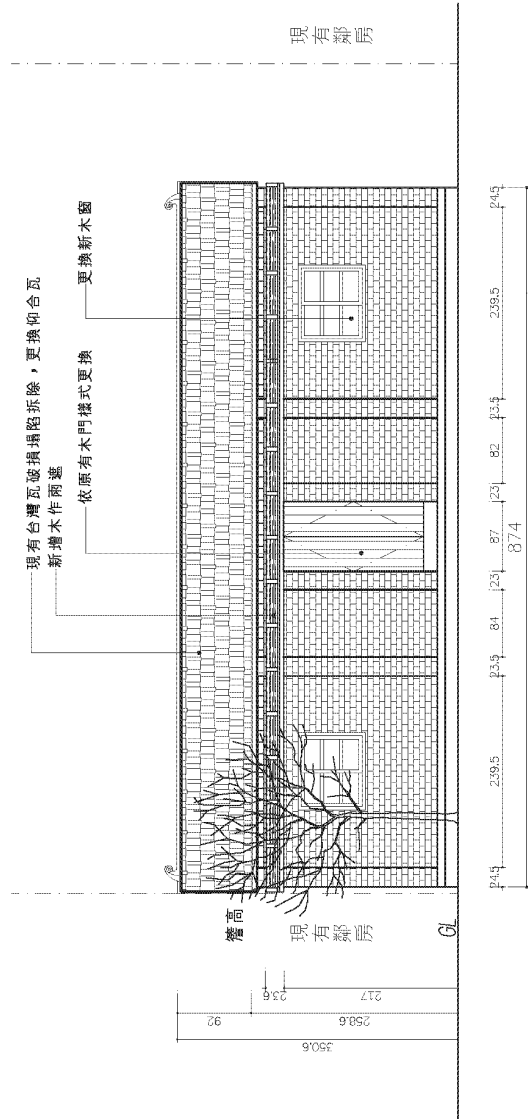 現有台灣瓦破損塌陷拆除，更換仰合瓦
新增木作雨遮
依原有木門樣式更換
更換新木窗
簷高
現有鄰房
現有鄰房
GL
350.6
92
258.6
23.6
217
24.5
239.5
23.5
84
23
87
23
82
23.5
239.5
24.5
874